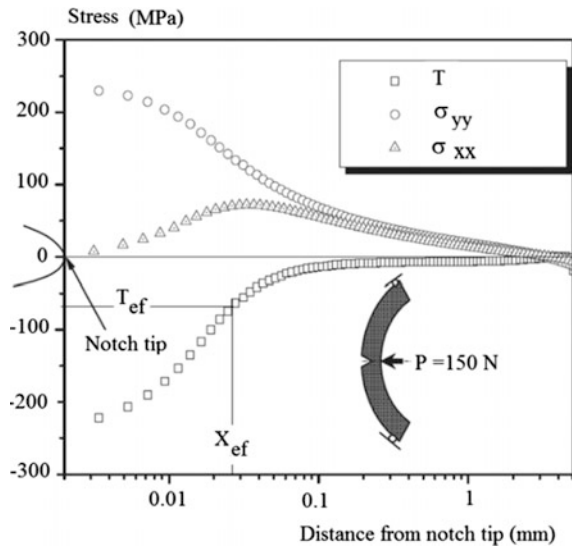 Stress (MPa)
300
200
100
0
-100
-200
-300
T
σyy
σxx
Tef
Notch tip
Xef
P =150 N
0.01
0.1
1
Distance from notch tip (mm)